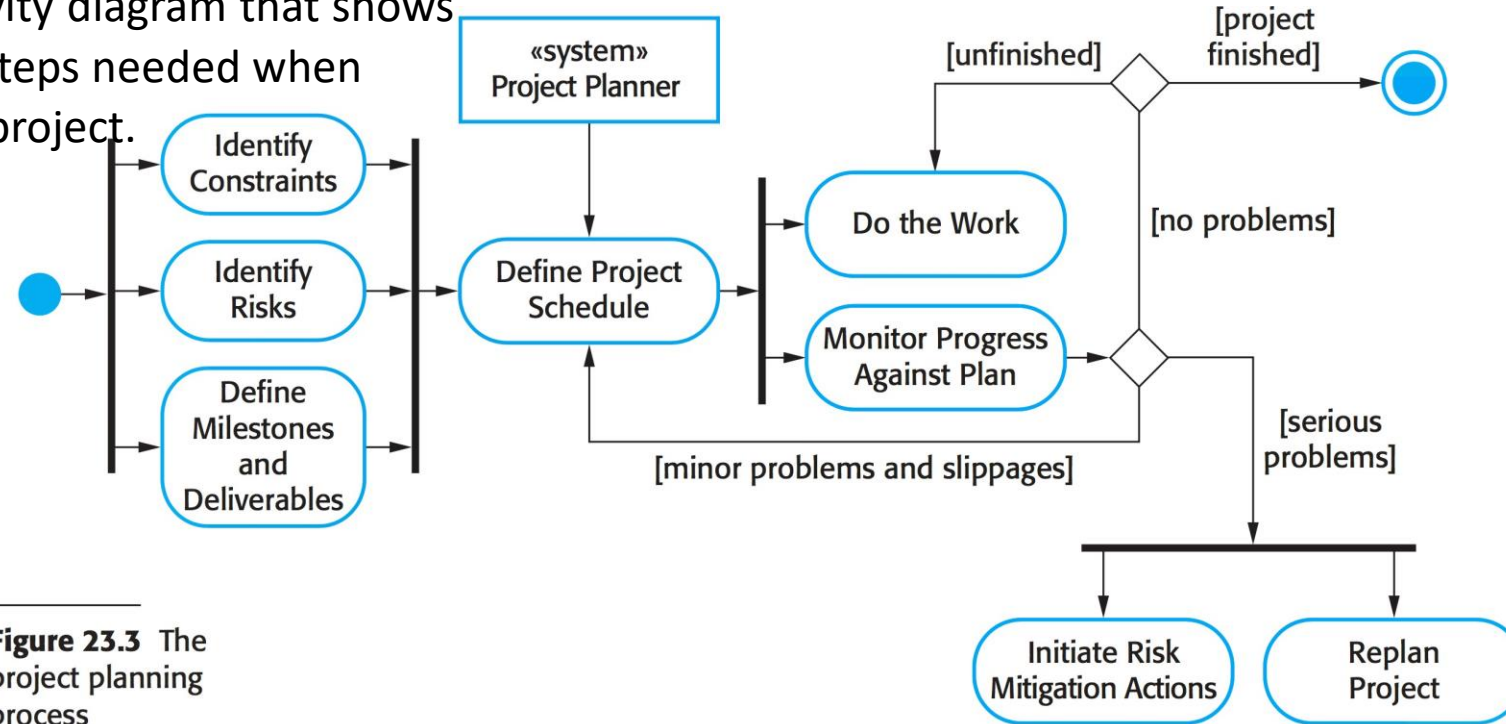 vity diagram that shows
teps needed when
project.
«system»
Project Planner
[unfinished]
[project
finished]
Identify
Constraints
Do the Work
[no problems]
Identify
Risks
Define Project
Schedule
Monitor Progress
Against Plan
Define
Milestones
and
Deliverables
[minor problems and slippages]
[serious
problems]
Initiate Risk
Mitigation Actions
Replan
Project
Figure 23.3 The
project planning
process